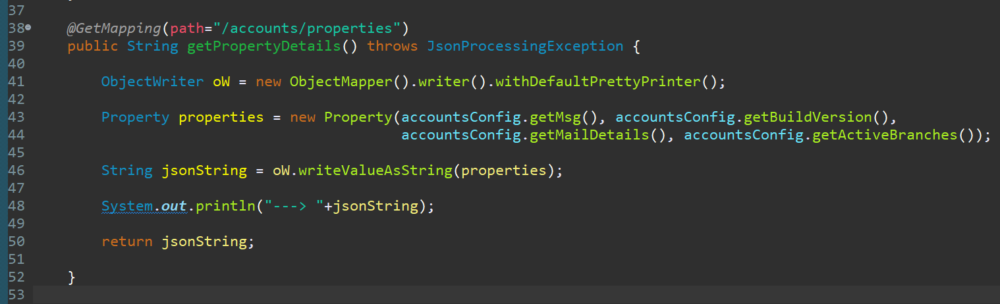 37
38 @GetMapping(path="/accounts/properties")
39 public String getPropertyDetails() throws JsonProcessingException {
40
41 ObjectWriter oW = new ObjectMapper().writer().withDefaultPrettyPrinter();
42
43 Property properties = new Property(accountsConfig.getMsg(), accountsConfig.getBuildVersion(),
44 accountsConfig.getMailDetails(), accountsConfig.getActiveBranches());
45
46 String jsonString = oW.writeValueAsString(properties);
47
48 System.out.println("---> "+jsonString);
49
50 return jsonString;
51
52 }
53